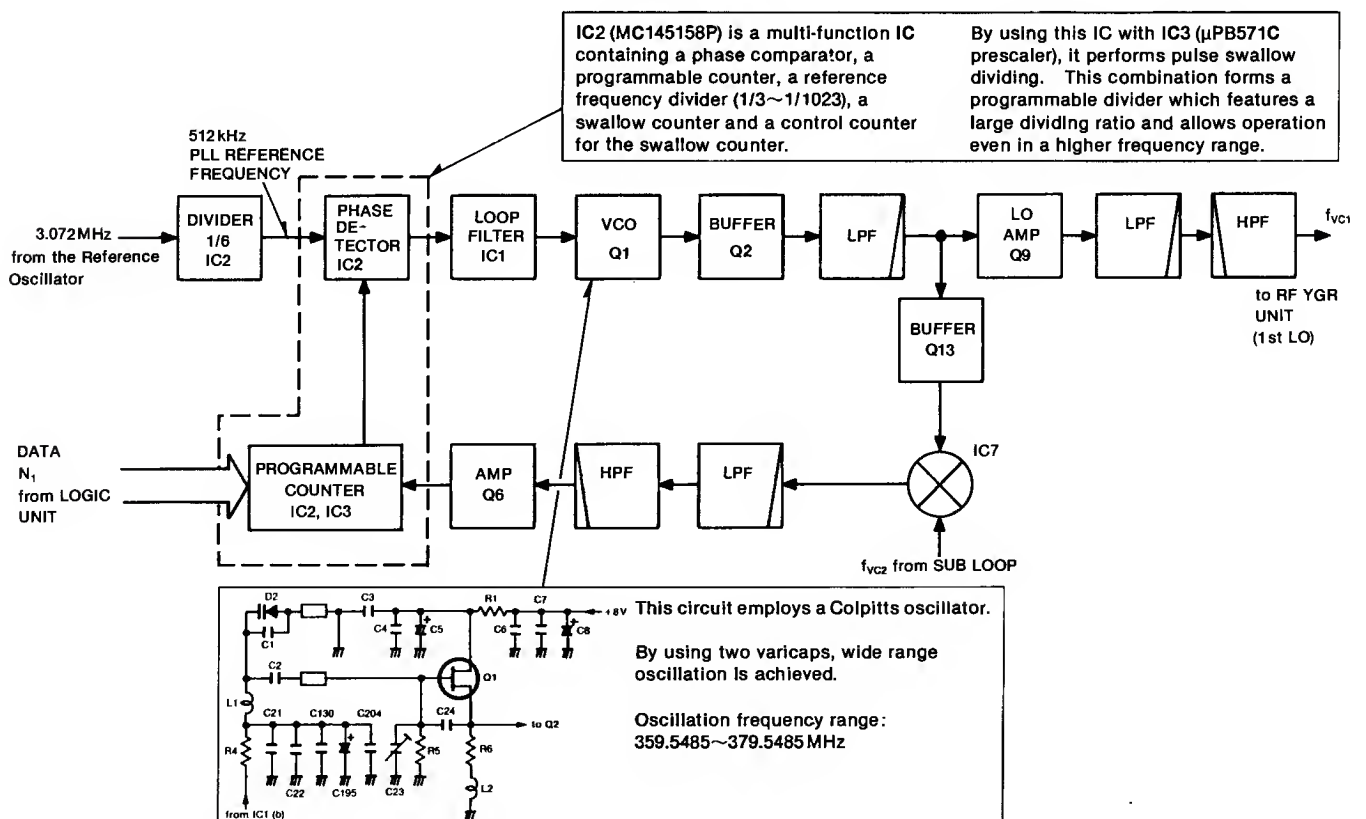 IC2 (MC145158P) is a multi-function IC
containing a phase comparator, a
programmable counter, a reference
frequency divider (1/3~1/1023), a
swallow counter and a control counter
for the swallow counter.
By using this IC with IC3 (μPB571C
prescaler), it performs pulse swallow
dividing. This combination forms a
programmable divider which features a
large dividing ratio and allows operation
even in a higher frequency range.
512 kHz
PLL REFERENCE
FREQUENCY
3.072 MHz
from the Reference
Oscillator
DIVIDER
1/6
IC2
PHASE
DE-
TECTOR
IC2
LOOP
FILTER
IC1
VCO
Q1
BUFFER
Q2
LPF
LO
AMP
Q9
LPF
HPF
fVC1
to RF YGR
UNIT
(1st LO)
BUFFER
Q13
IC7
DATA
N1
from LOGIC
UNIT
PROGRAMMABLE
COUNTER
IC2, IC3
AMP
Q6
HPF
LPF
fVC2 from SUB LOOP
D2
C1
C3
C4
C5
R1
C6
C7
C8
+8V
C2
Q1
L1
C21
C130
C204
C24
to Q2
R4
C22
C195
C23
R5
R6
L2
from IC1 (b)
This circuit employs a Colpitts oscillator.
By using two varicaps, wide range
oscillation is achieved.
Oscillation frequency range:
359.5485~379.5485 MHz